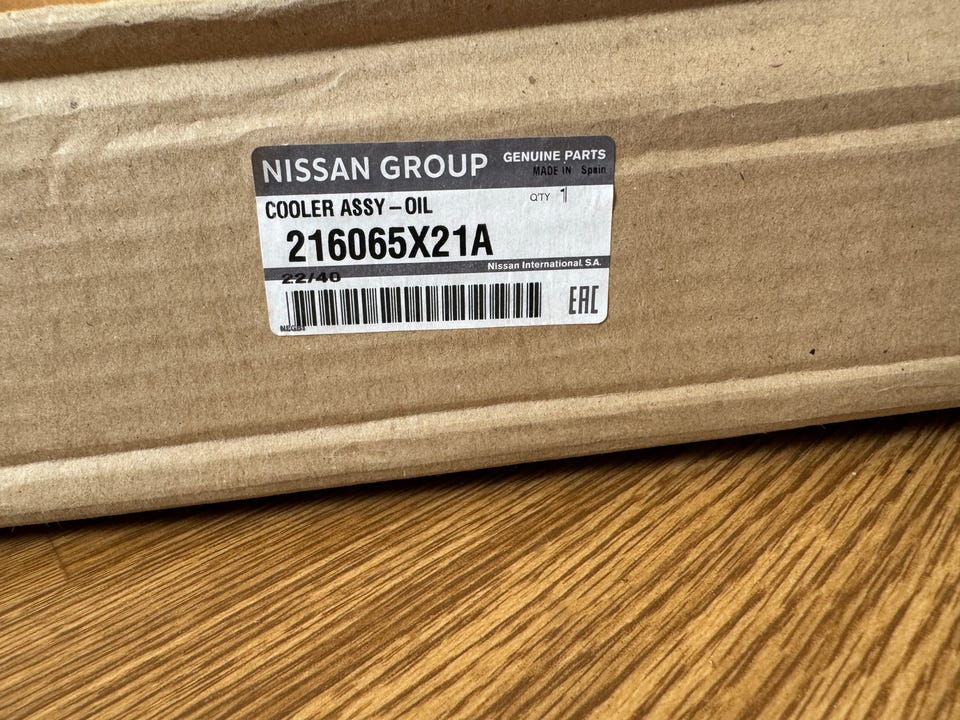 NISSAN GROUP GENUINE PARTS
MADE IN Spain
COOLER ASSY – OIL QTY 1
216065X21A
Nissan International. S.A.
22/40
EAC